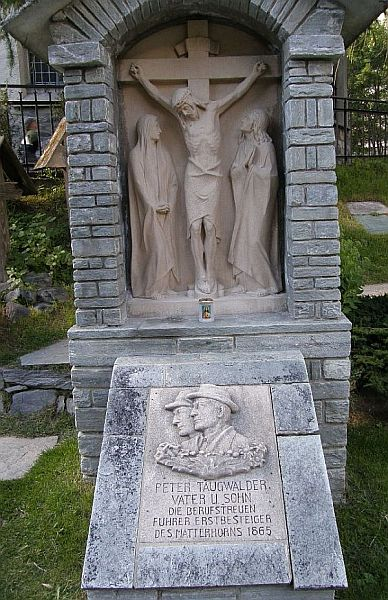 PETER TAUGWALDER
VATER U SOHN
DIE BERUFSTREUEN
FÜHRER ERSTBESTEIGER
DES MATTERHORNS 1865